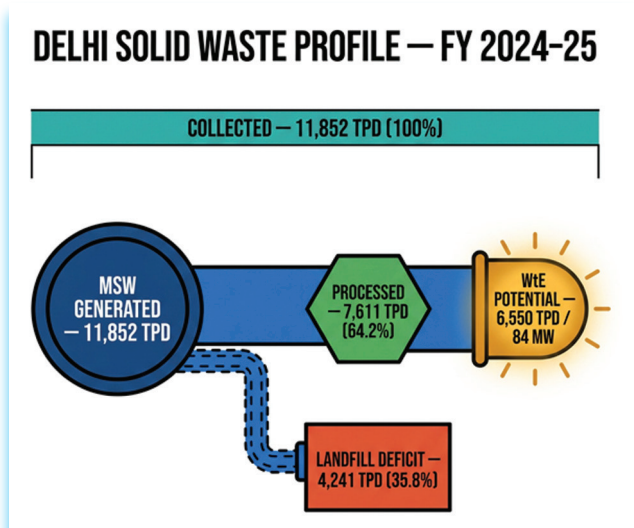 DELHI SOLID WASTE PROFILE — FY 2024-25
COLLECTED — 11,852 TPD (100%)
MSW
GENERATED
— 11,852 TPD
PROCESSED
— 7,611 TPD
(64.2%)
WtE
POTENTIAL —
6,550 TPD /
84 MW
LANDFILL DEFICIT —
4,241 TPD (35.8%)